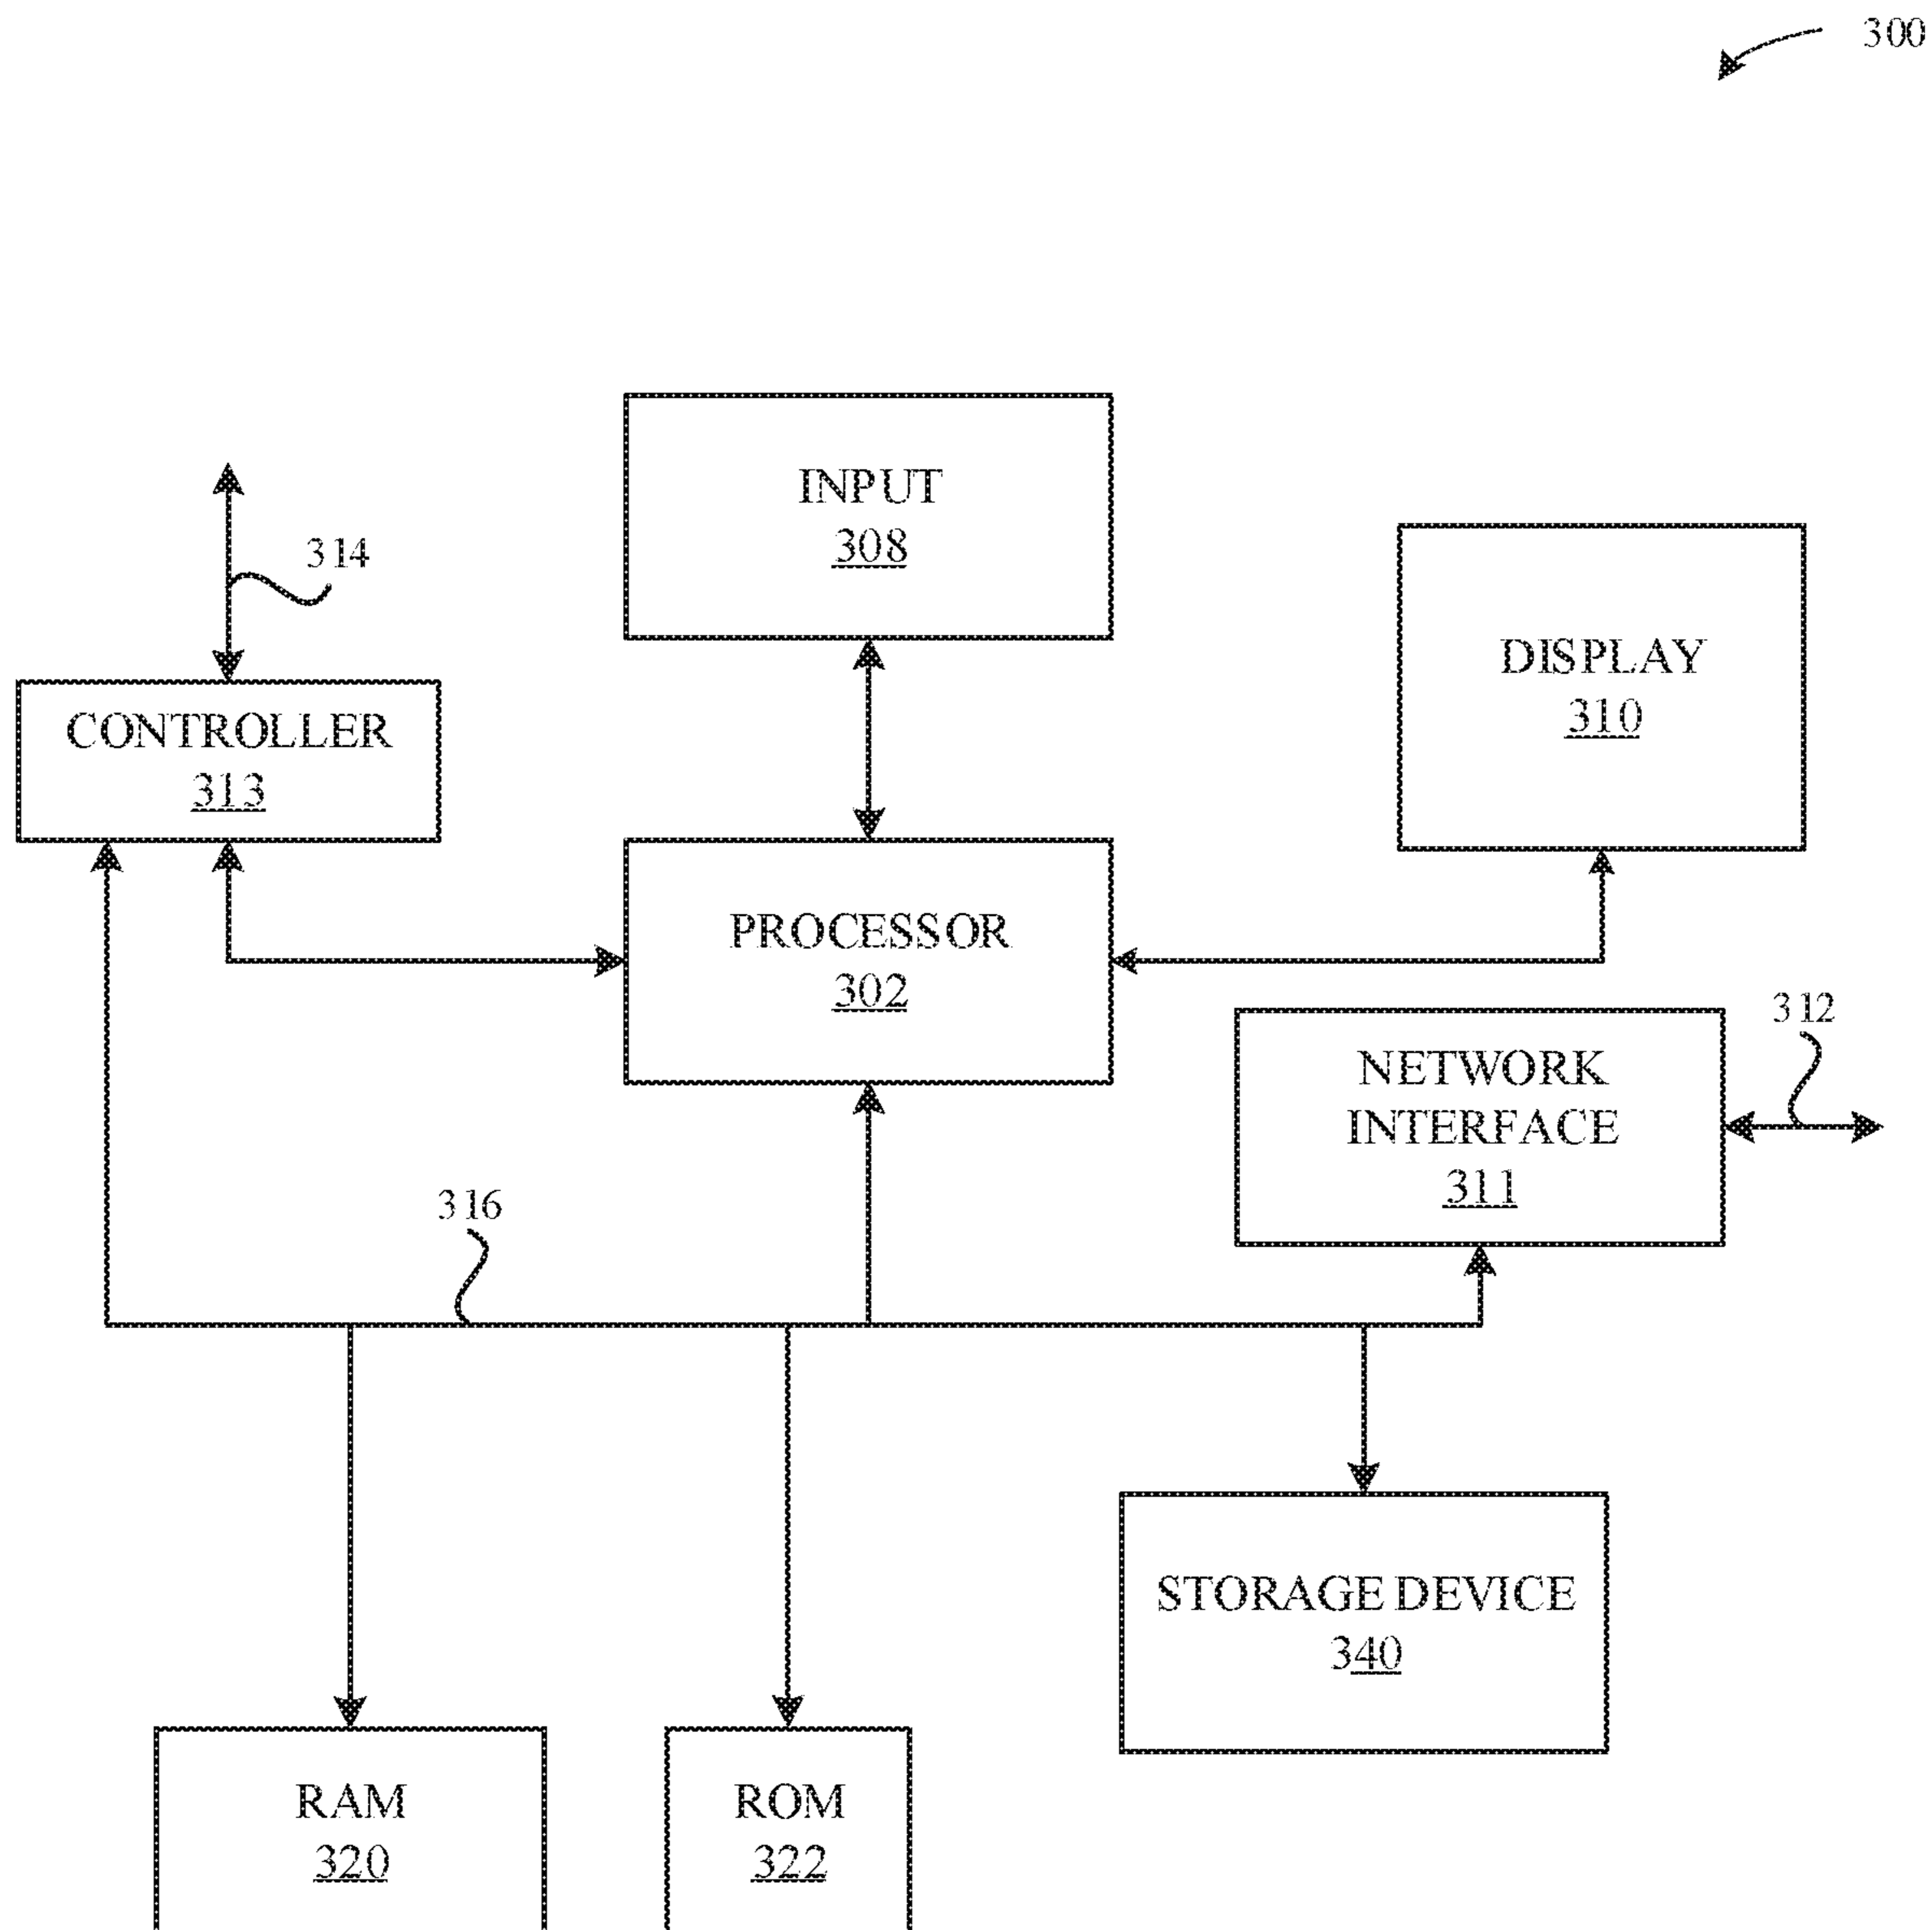 300
INPUT
308
314
DISPLAY
310
CONTROLLER
313
PROCESSOR
302
312
NETWORK
INTERFACE
311
316
STORAGE DEVICE
340
RAM
320
ROM
322